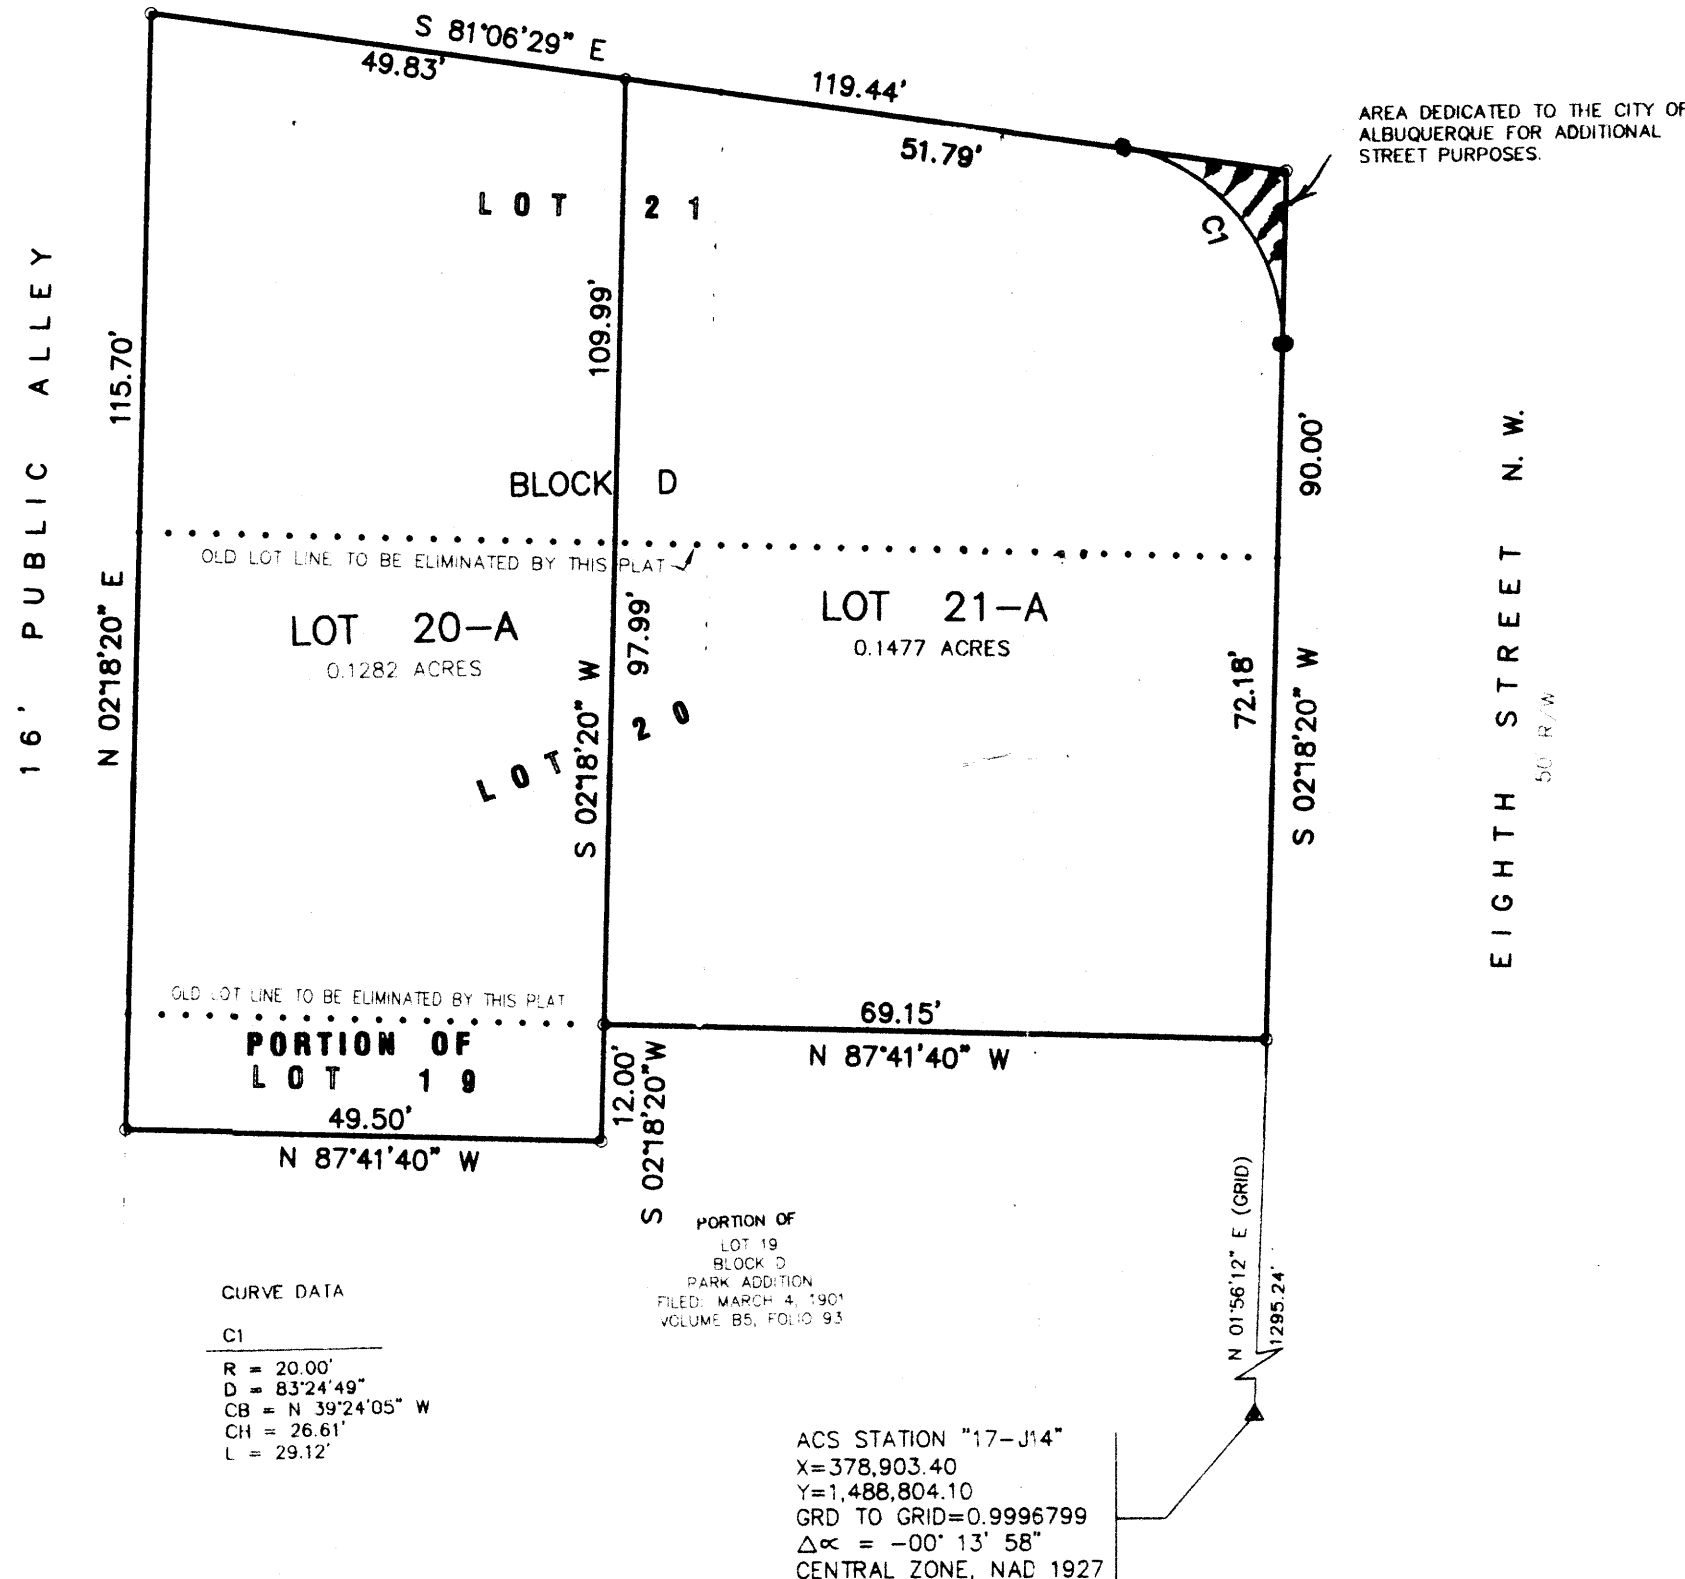 S 81°06'29" E
49.83'
119.44'
51.79'
AREA DEDICATED TO THE CITY OF
ALBUQUERQUE FOR ADDITIONAL
STREET PURPOSES.
LOT 21
C1
16' PUBLIC ALLEY
115.70'
N 02°18'20" E
109.99'
BLOCK D
90.00'
EIGHTH STREET N. W.
50 R/W
OLD LOT LINE TO BE ELIMINATED BY THIS PLAT
LOT 20-A
0.1282 ACRES
97.99'
S 02°18'20" W
LOT 21-A
0.1477 ACRES
72.18'
S 02°18'20" W
LOT 20
OLD LOT LINE TO BE ELIMINATED BY THIS PLAT
PORTION OF
LOT 19
49.50'
N 87°41'40" W
12.00'
S 02°18'20" W
69.15'
N 87°41'40" W
PORTION OF
LOT 19
BLOCK D
PARK ADDITION
FILED: MARCH 4, 1901
VOLUME B5, FOLIO 93
N 01°56'12" E (GRID)
1295.24'
CURVE DATA
C1
R = 20.00'
D = 83°24'49"
CB = N 39°24'05" W
CH = 26.61'
L = 29.12'
ACS STATION "17-J14"
X=378,903.40
Y=1,488,804.10
GRD TO GRID=0.9996799
Δ∝ = -00° 13' 58"
CENTRAL ZONE, NAD 1927